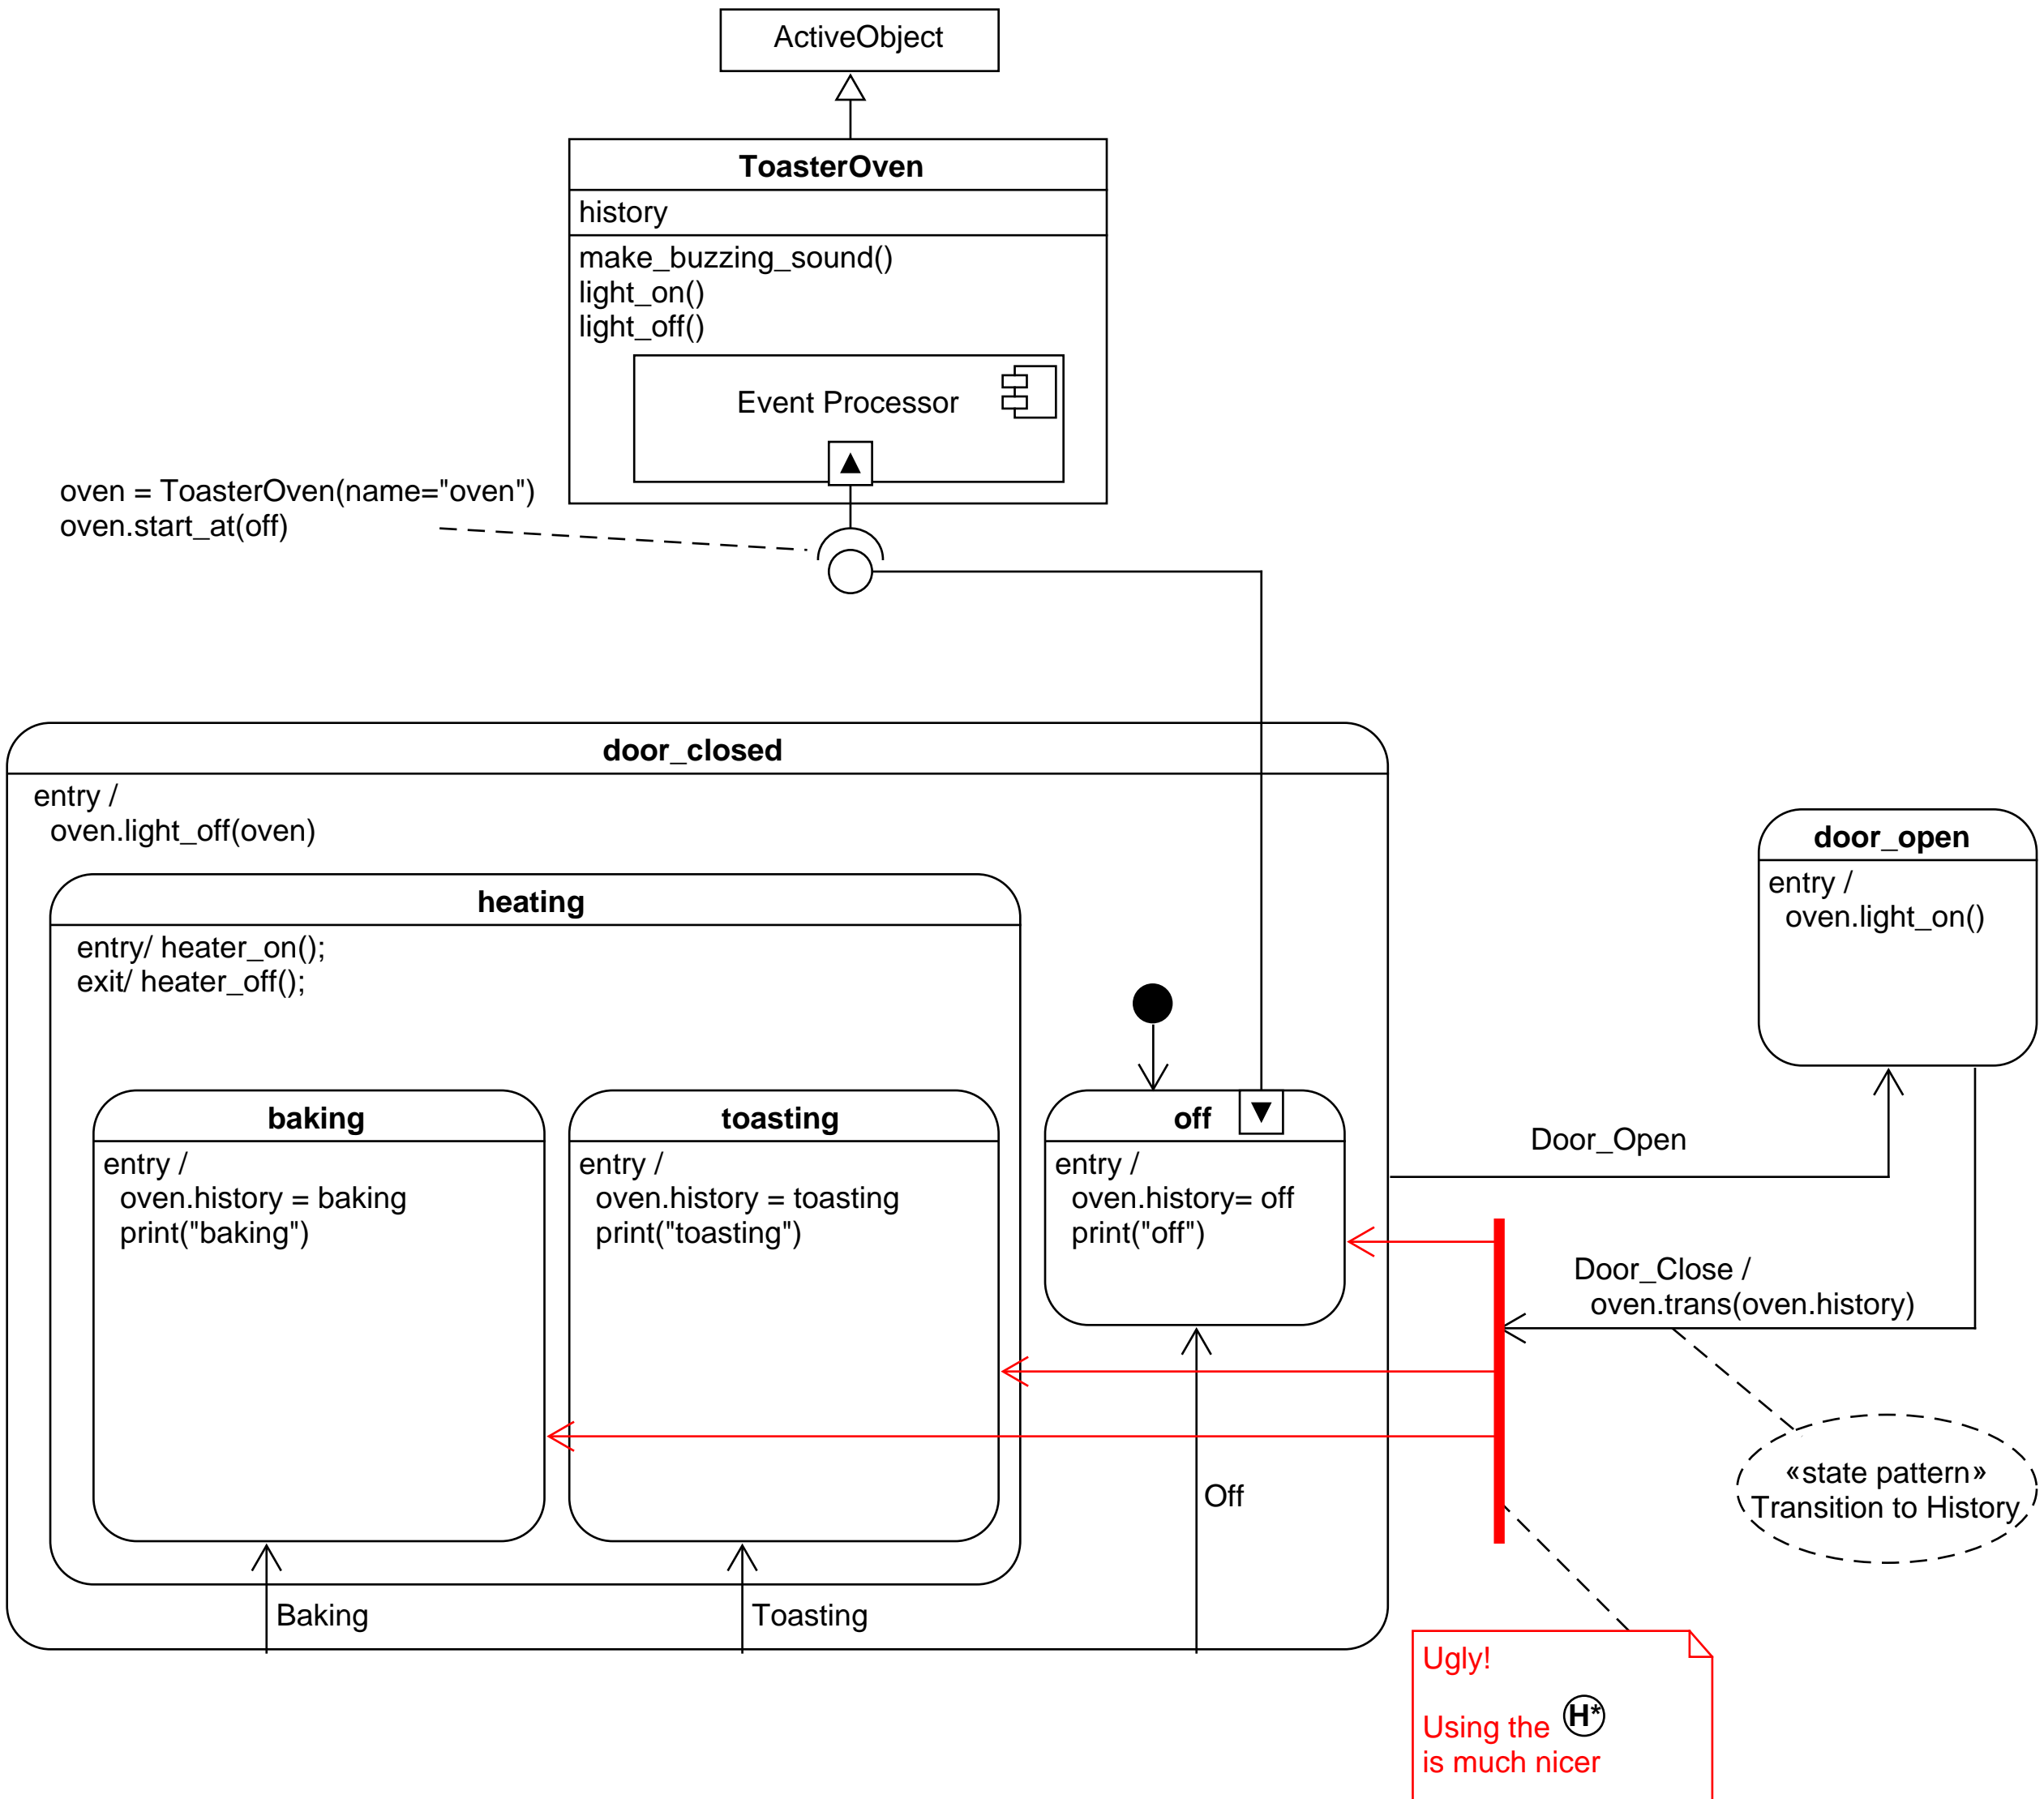 ActiveObject
ToasterOven
history
make_buzzing_sound()
light_on()
light_off()
Event Processor
oven = ToasterOven(name="oven")
oven.start_at(off)
door_closed
entry /
oven.light_off(oven)
heating
entry/ heater_on();
exit/ heater_off();
baking
entry /
oven.history = baking
print("baking")
toasting
entry /
oven.history = toasting
print("toasting")
off
entry /
oven.history= off
print("off")
door_open
entry /
oven.light_on()
Door_Open
Door_Close /
oven.trans(oven.history)
«state pattern»
Transition to History
Off
Baking
Toasting
Ugly!
Using the H*
is much nicer